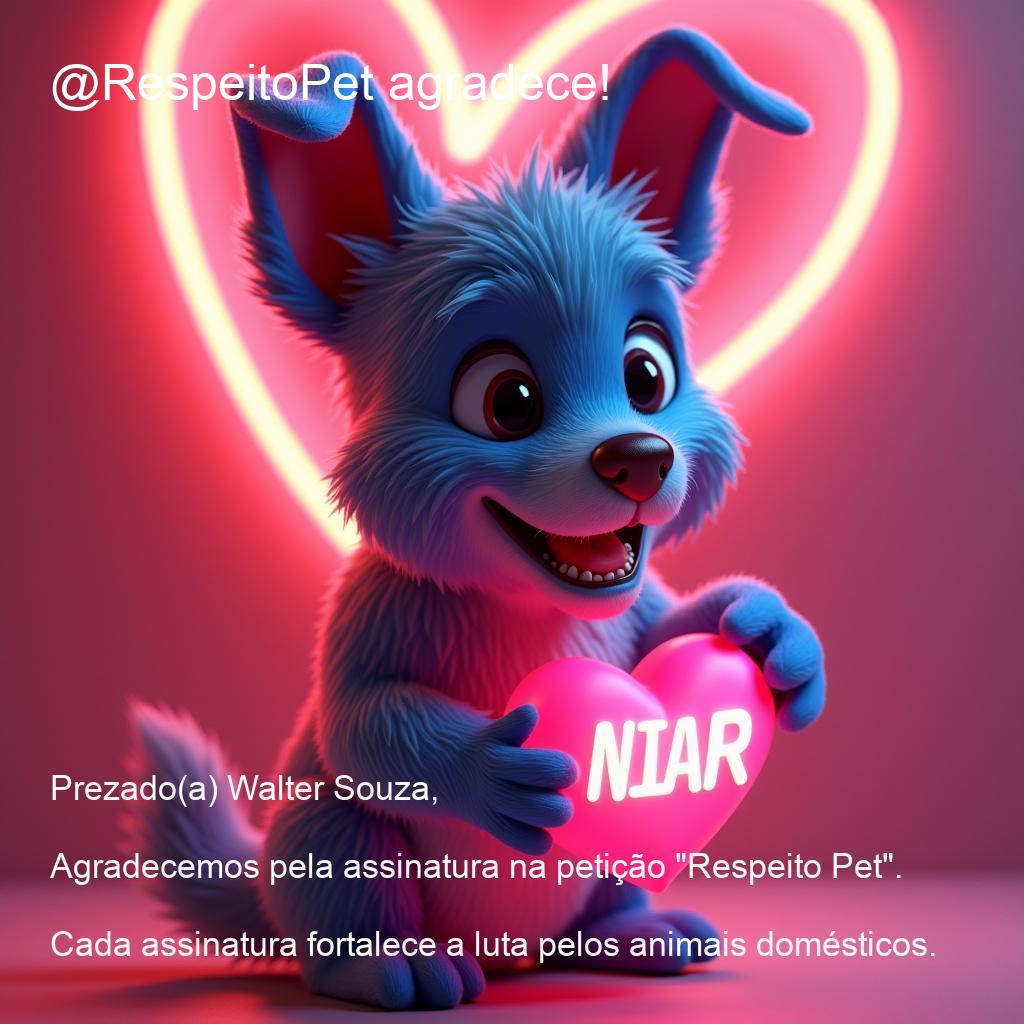 @RespeitoPet agradece!
NIAR
Prezado(a) Walter Souza,
Agradecemos pela assinatura na petição "Respeito Pet".
Cada assinatura fortalece a luta pelos animais domésticos.